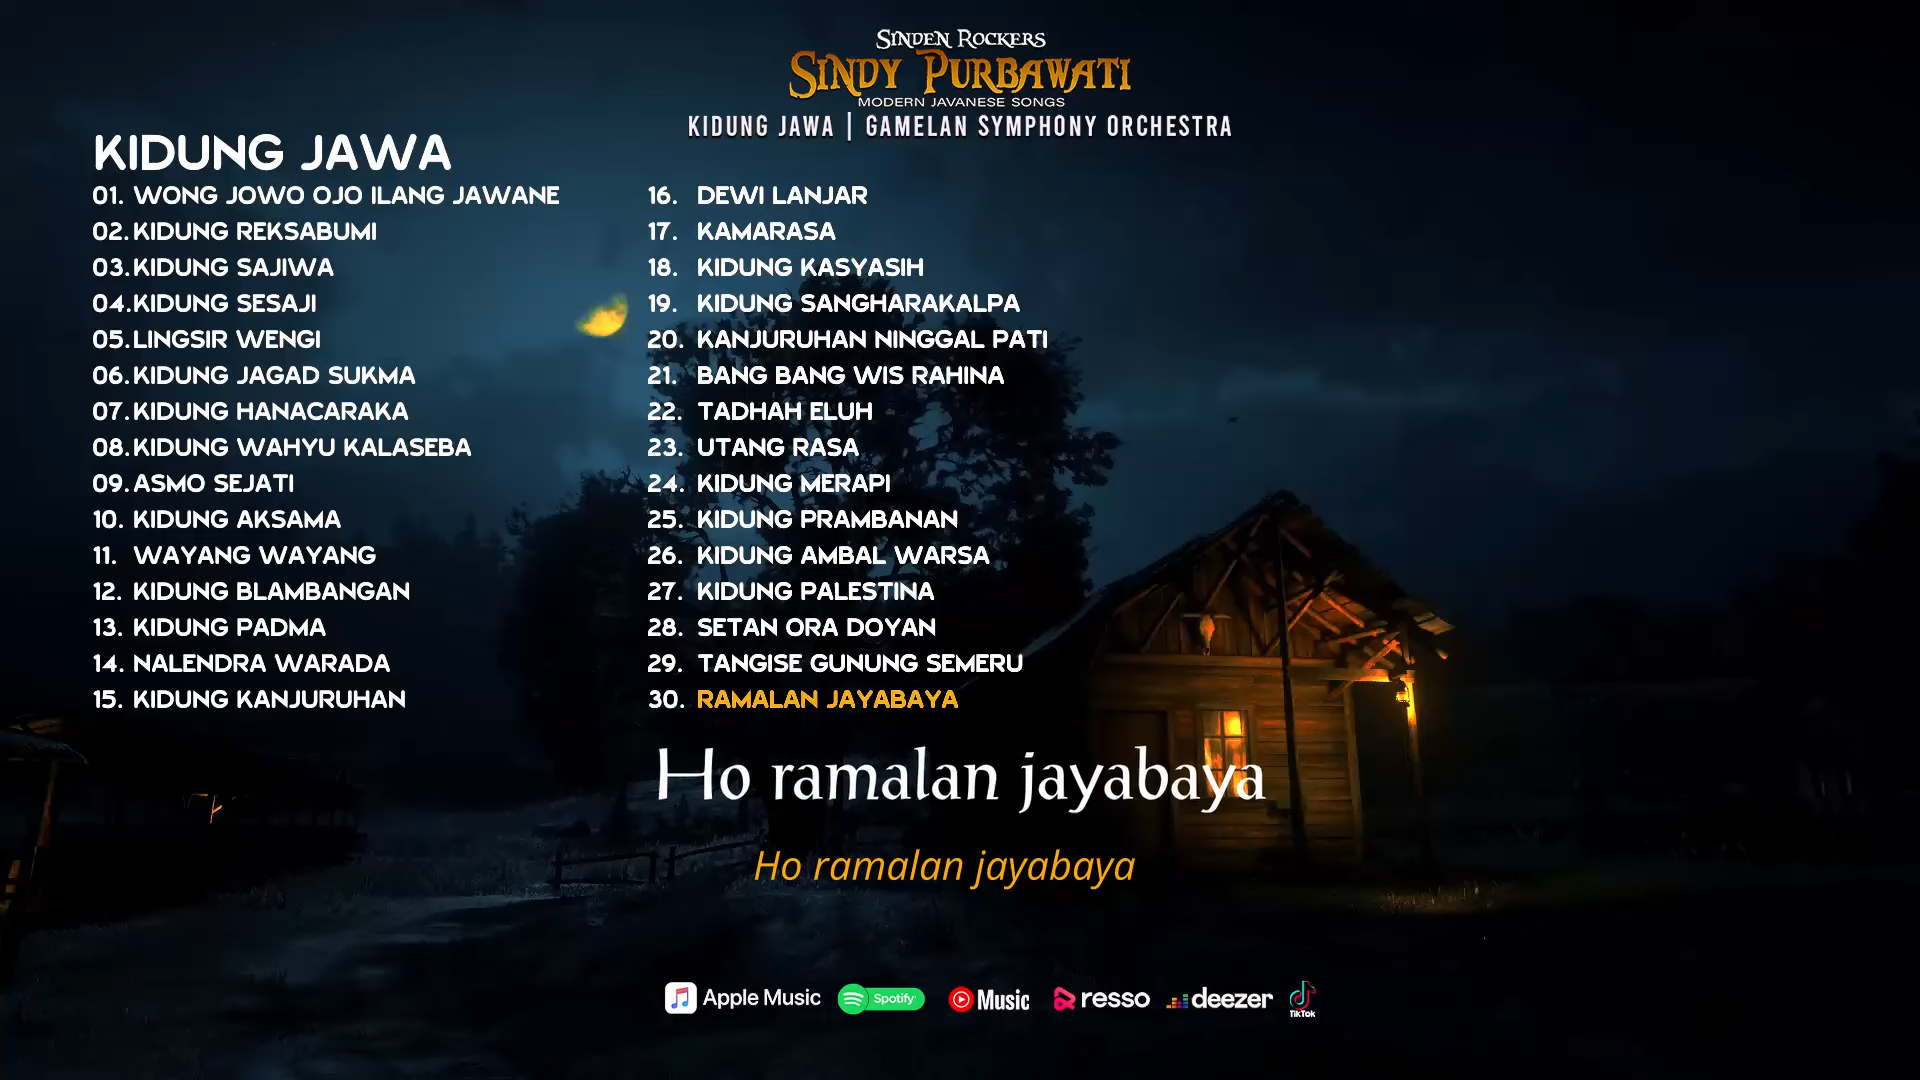 SINDEN ROCKERS
SINDY PURBAWATI
MODERN JAVANESE SONGS
KIDUNG JAWA | GAMELAN SYMPHONY ORCHESTRA
KIDUNG JAWA
01. WONG JOWO OJO ILANG JAWANE
02. KIDUNG REKSABUMI
03. KIDUNG SAJIWA
04. KIDUNG SESAJI
05. LINGSIR WENGI
06. KIDUNG JAGAD SUKMA
07. KIDUNG HANACARAKA
08. KIDUNG WAHYU KALASEBA
09. ASMO SEJATI
10. KIDUNG AKSAMA
11. WAYANG WAYANG
12. KIDUNG BLAMBANGAN
13. KIDUNG PADMA
14. NALENDRA WARADA
15. KIDUNG KANJURUHAN
16. DEWI LANJAR
17. KAMARASA
18. KIDUNG KASYASIH
19. KIDUNG SANGHARAKALPA
20. KANJURUHAN NINGGAL PATI
21. BANG BANG WIS RAHINA
22. TADHAH ELUH
23. UTANG RASA
24. KIDUNG MERAPI
25. KIDUNG PRAMBANAN
26. KIDUNG AMBAL WARSA
27. KIDUNG PALESTINA
28. SETAN ORA DOYAN
29. TANGISE GUNUNG SEMERU
30. RAMALAN JAYABAYA
Ho ramalan jayabaya
Ho ramalan jayabaya
Apple Music Spotify Music resso deezer TikTok